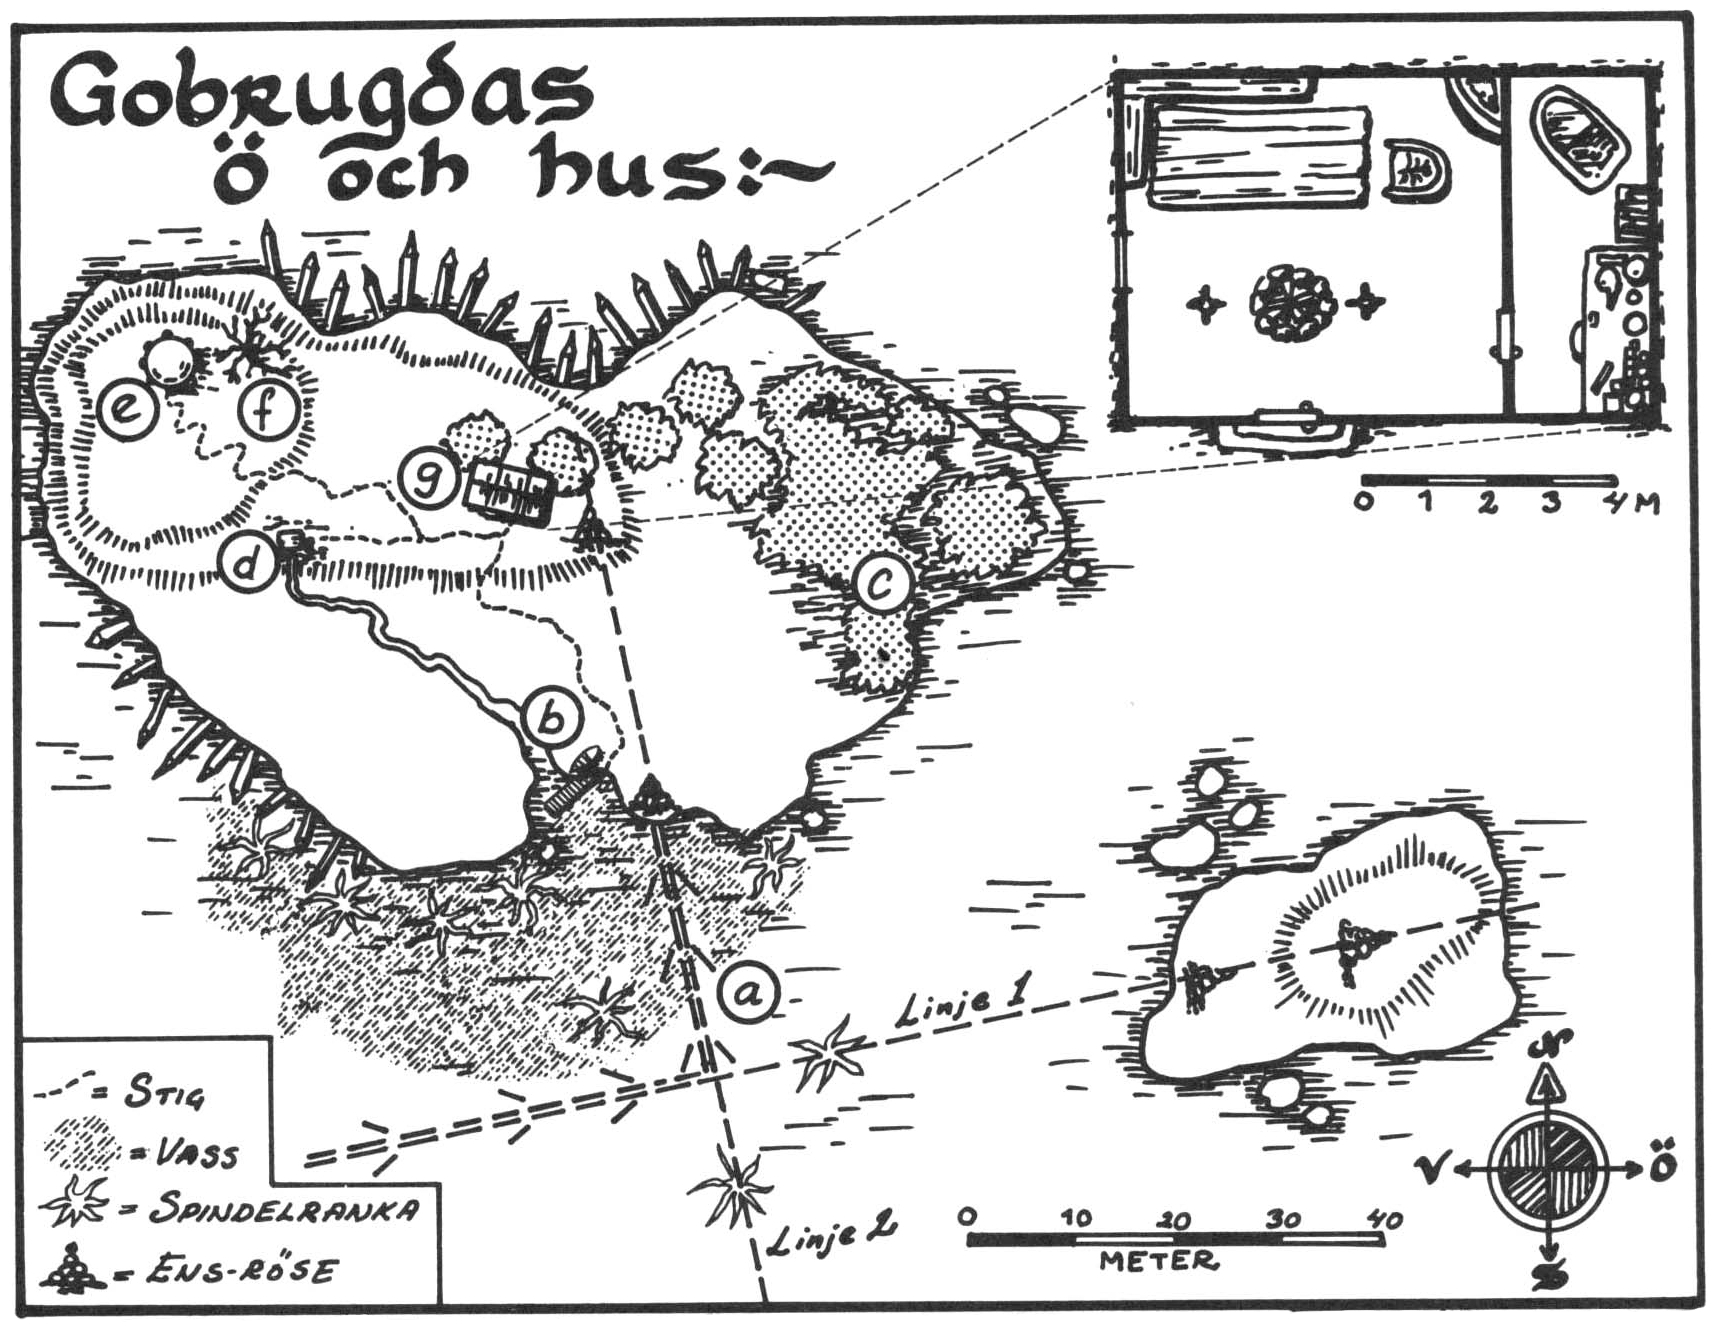 Gobrugdas
ö och hus:~
0 1 2 3 4 M
e
f
g
d
c
b
a
Linje 1
N
V Ö
S
= STIG
= VASS
= SPINDELRANKA
= ENS-RÖSE
Linje 2
0 10 20 30 40
METER